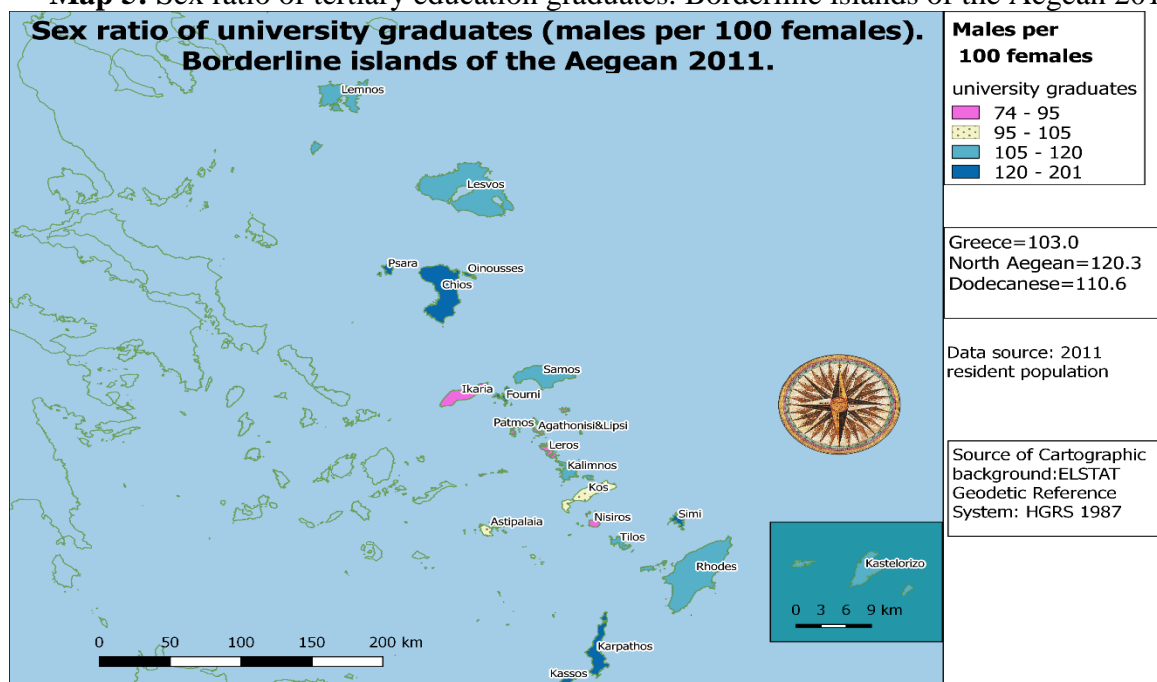 Map 3: Sex ratio of tertiary education graduates. Borderline islands of the Aegean 201
Sex ratio of university graduates (males per 100 females).
Borderline islands of the Aegean 2011.
Lemnos
Lesvos
Psara
Oinousses
Chios
Samos
Ikaria
Fourni
Patmos
Agathonisi&Lipsi
Leros
Kalimnos
Kos
Astipalaia
Nisiros
Simi
Tilos
Rhodes
Kastelorizo
0 3 6 9 km
0 50 100 150 200 km
Karpathos
Kassos
Males per
100 females
university graduates
74 - 95
95 - 105
105 - 120
120 - 201
Greece=103.0
North Aegean=120.3
Dodecanese=110.6
Data source: 2011
resident population
Source of Cartographic
background:ELSTAT
Geodetic Reference
System: HGRS 1987